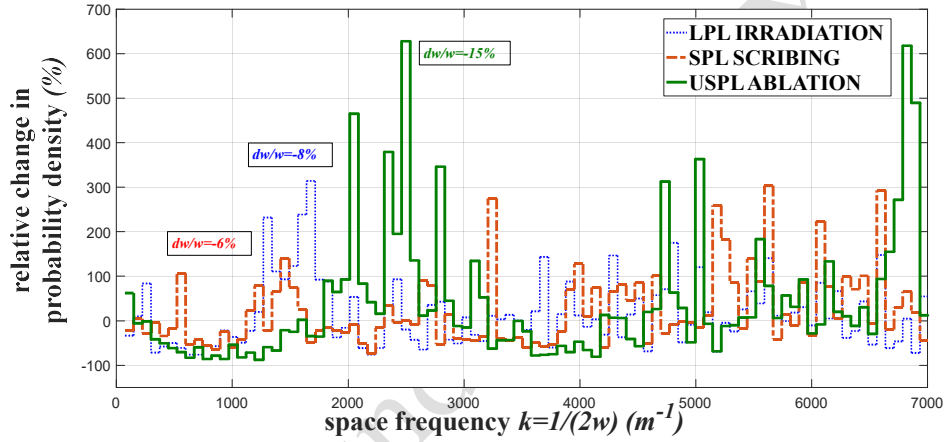 700
600
500
400
300
200
100
0
-100
relative change in
probability density (%)
dw/w=-15%
dw/w=-8%
dw/w=-6%
LPL IRRADIATION
SPL SCRIBING
USPL ABLATION
0 1000 2000 3000 4000 5000 6000 7000
space frequency k=1/(2w) (m⁻¹)